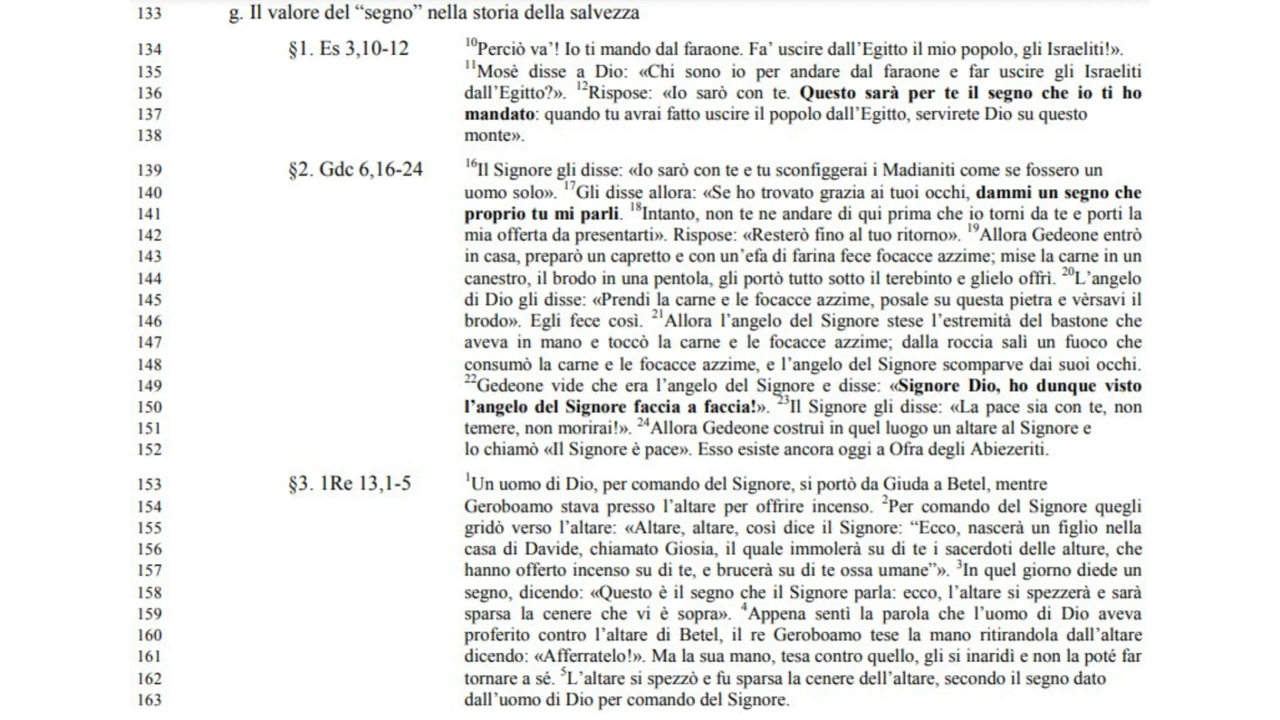 133 g. Il valore del “segno” nella storia della salvezza
134 §1. Es 3,10-12 10Perciò va’! Io ti mando dal faraone. Fa’ uscire dall’Egitto il mio popolo, gli Israeliti!».
135 11Mosè disse a Dio: «Chi sono io per andare dal faraone e far uscire gli Israeliti
136 dall’Egitto?». 12Rispose: «Io sarò con te. Questo sarà per te il segno che io ti ho
137 mandato: quando tu avrai fatto uscire il popolo dall’Egitto, servirete Dio su questo
138 monte».
139 §2. Gdc 6,16-24 16Il Signore gli disse: «Io sarò con te e tu sconfiggerai i Madianiti come se fossero un
140 uomo solo». 17Gli disse allora: «Se ho trovato grazia ai tuoi occhi, dammi un segno che
141 proprio tu mi parli. 18Intanto, non te ne andare di qui prima che io torni da te e porti la
142 mia offerta da presentarti». Rispose: «Resterò fino al tuo ritorno». 19Allora Gedeone entrò
143 in casa, preparò un capretto e con un’efa di farina fece focacce azzime; mise la carne in un
144 canestro, il brodo in una pentola, gli portò tutto sotto il terebinto e glielo offrì. 20L’angelo
145 di Dio gli disse: «Prendi la carne e le focacce azzime, posale su questa pietra e vèrsavi il
146 brodo». Egli fece così. 21Allora l’angelo del Signore stese l’estremità del bastone che
147 aveva in mano e toccò la carne e le focacce azzime; dalla roccia salì un fuoco che
148 consumò la carne e le focacce azzime, e l’angelo del Signore scomparve dai suoi occhi.
149 22Gedeone vide che era l’angelo del Signore e disse: «Signore Dio, ho dunque visto
150 l’angelo del Signore faccia a faccia!». 23Il Signore gli disse: «La pace sia con te, non
151 temere, non morirai!». 24Allora Gedeone costruì in quel luogo un altare al Signore e
152 lo chiamò «Il Signore è pace». Esso esiste ancora oggi a Ofra degli Abiezeriti.
153 §3. 1Re 13,1-5 1Un uomo di Dio, per comando del Signore, si portò da Giuda a Betel, mentre
154 Geroboamo stava presso l’altare per offrire incenso. 2Per comando del Signore quegli
155 gridò verso l’altare: «Altare, altare, così dice il Signore: “Ecco, nascerà un figlio nella
156 casa di Davide, chiamato Giosia, il quale immolerà su di te i sacerdoti delle alture, che
157 hanno offerto incenso su di te, e brucerà su di te ossa umane”». 3In quel giorno diede un
158 segno, dicendo: «Questo è il segno che il Signore parla: ecco, l’altare si spezzerà e sarà
159 sparsa la cenere che vi è sopra». 4Appena sentì la parola che l’uomo di Dio aveva
160 proferito contro l’altare di Betel, il re Geroboamo tese la mano ritirandola dall’altare
161 dicendo: «Afferratelo!». Ma la sua mano, tesa contro quello, gli si inaridì e non la poté far
162 tornare a sé. 5L’altare si spezzò e fu sparsa la cenere dell’altare, secondo il segno dato
163 dall’uomo di Dio per comando del Signore.